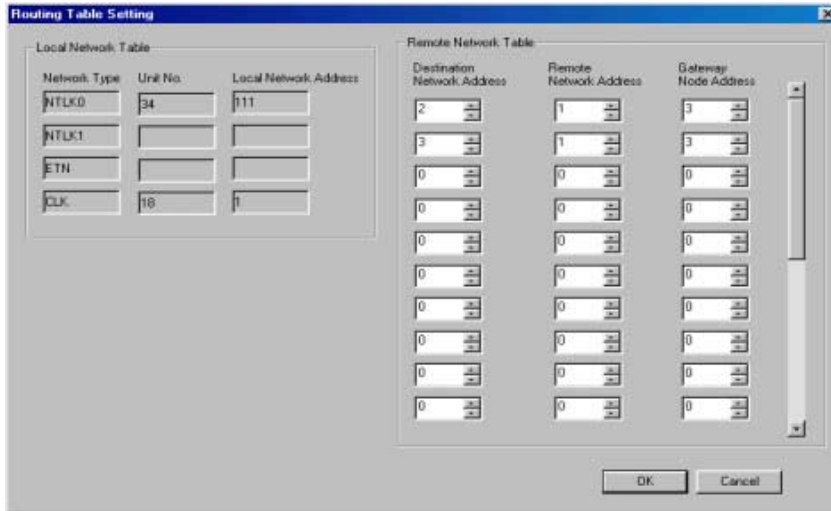 Routing Table Setting
Local Network Table
Network Type Unit No. Local Network Address
NTLK0 34 111
NTLK1
ETN
CLK 18 1
Remote Network Table
Destination Network Address Remote Network Address Gateway Node Address
2 1 3
3 1 3
0 0 0
0 0 0
0 0 0
0 0 0
0 0 0
0 0 0
0 0 0
0 0 0
OK Cancel